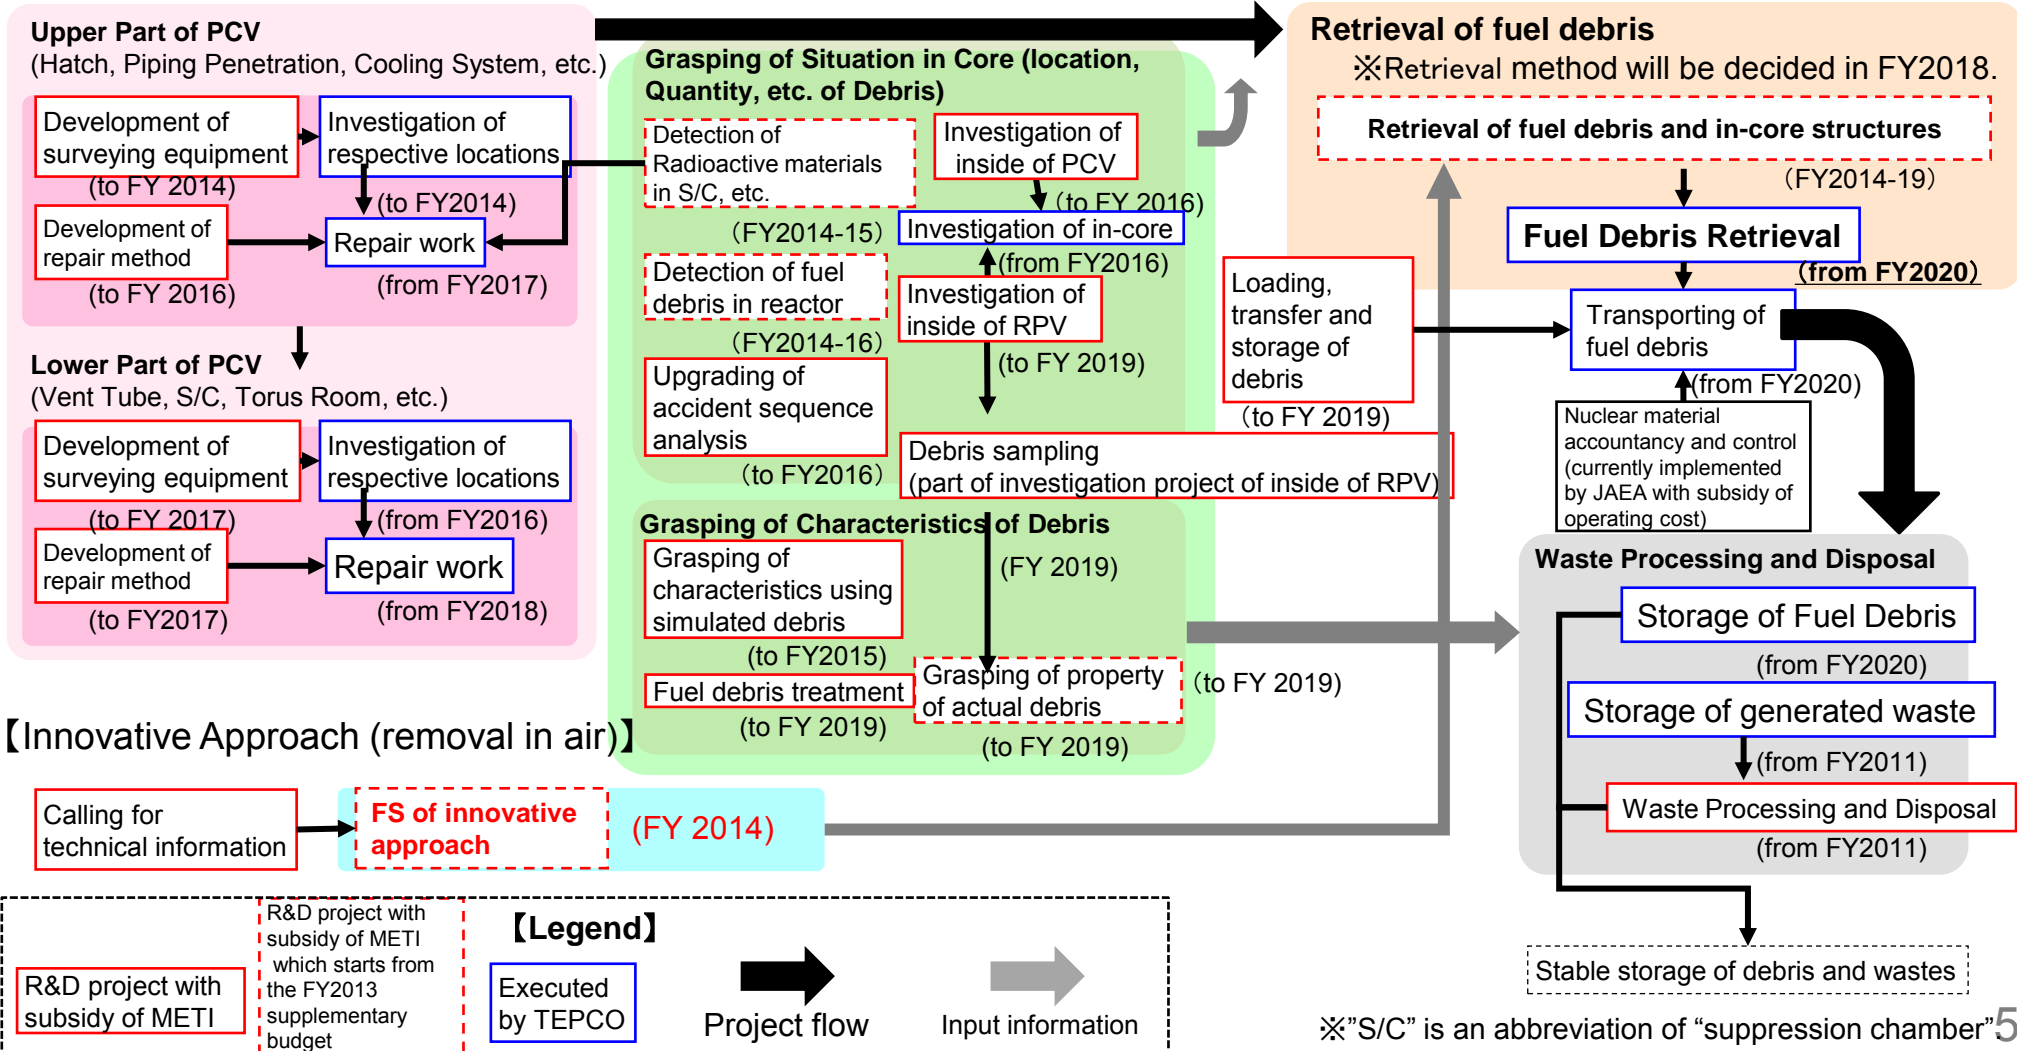 Upper Part of PCV
(Hatch, Piping Penetration, Cooling System, etc.)
Development of
surveying equipment
(to FY 2014)
Investigation of
respective locations
(to FY2014)
Development of
repair method
(to FY 2016)
Repair work
(from FY2017)
Lower Part of PCV
(Vent Tube, S/C, Torus Room, etc.)
Development of
surveying equipment
(to FY 2017)
Investigation of
respective locations
(from FY2016)
Development of
repair method
(to FY2017)
Repair work
(from FY2018)
Grasping of Situation in Core (location,
Quantity, etc. of Debris)
Detection of
Radioactive materials
in S/C, etc.
(FY2014-15)
Investigation of
inside of PCV
(to FY 2016)
Investigation of in-core
(from FY2016)
Detection of fuel
debris in reactor
(FY2014-16)
Investigation of
inside of RPV
(to FY 2019)
Upgrading of
accident sequence
analysis
(to FY2016)
Debris sampling
(part of investigation project of inside of RPV)
Grasping of Characteristics of Debris
(FY 2019)
Grasping of
characteristics using
simulated debris
(to FY2015)
Fuel debris treatment
(to FY 2019)
Grasping of property
of actual debris
(to FY 2019)
(to FY 2019)
Retrieval of fuel debris
※Retrieval method will be decided in FY2018.
Retrieval of fuel debris and in-core structures
(FY2014-19)
Fuel Debris Retrieval
(from FY2020)
Loading,
transfer and
storage of
debris
(to FY 2019)
Transporting of
fuel debris
(from FY2020)
Nuclear material
accountancy and control
(currently implemented
by JAEA with subsidy of
operating cost)
Waste Processing and Disposal
Storage of Fuel Debris
(from FY2020)
Storage of generated waste
(from FY2011)
Waste Processing and Disposal
(from FY2011)
Stable storage of debris and wastes
【Innovative Approach (removal in air)】
Calling for
technical information
FS of innovative
approach
(FY 2014)
【Legend】
R&D project with
subsidy of METI
R&D project with
subsidy of METI
which starts from
the FY2013
supplementary
budget
Executed
by TEPCO
Project flow
Input information
※”S/C” is an abbreviation of “suppression chamber”.
5